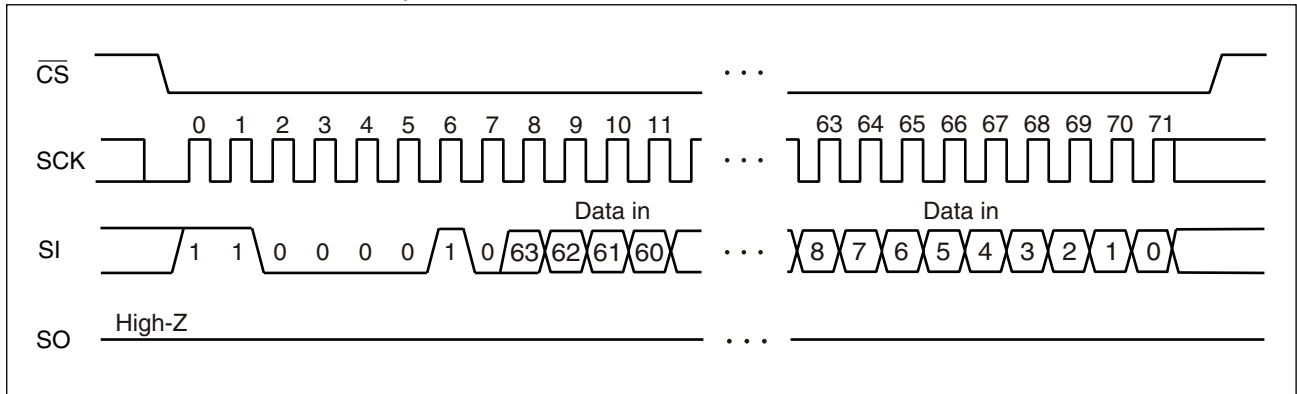 CS ...
0 1 2 3 4 5 6 7 8 9 10 11 63 64 65 66 67 68 69 70 71
SCK ...
Data in Data in
SI 1 1 0 0 0 0 1 0 63 62 61 60 ... 8 7 6 5 4 3 2 1 0
High-Z
SO ...